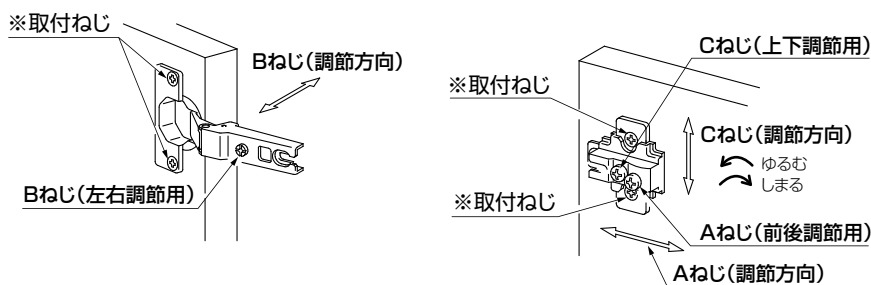 ※取付ねじ
Bねじ（調節方向）
Bねじ（左右調節用）
Cねじ（上下調節用）
※取付ねじ
Cねじ（調節方向）
ゆるむ
しまる
※取付ねじ
Aねじ（前後調節用）
Aねじ（調節方向）